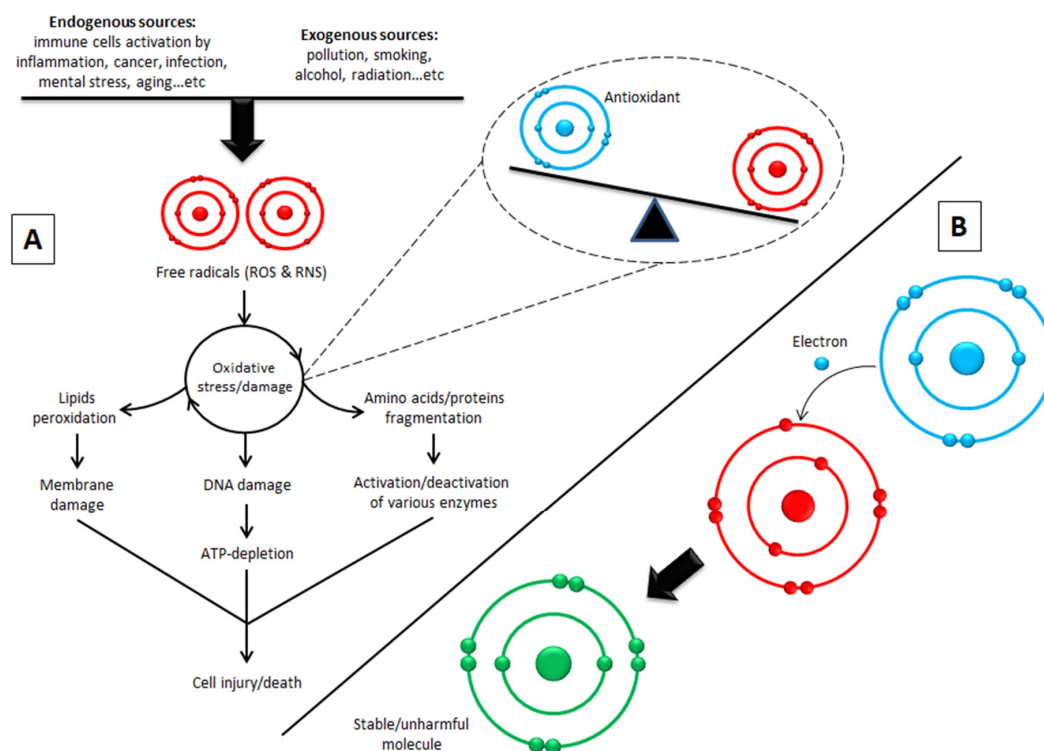 Endogenous sources:
immune cells activation by
inflammation, cancer, infection,
mental stress, aging...etc
Exogenous sources:
pollution, smoking,
alcohol, radiation...etc
Antioxidant
A
Free radicals (ROS & RNS)
Oxidative
stress/damage
Lipids
peroxidation
Amino acids/proteins
fragmentation
Membrane
damage
DNA damage
Activation/deactivation
of various enzymes
ATP-depletion
Cell injury/death
B
Electron
Stable/unharmful
molecule